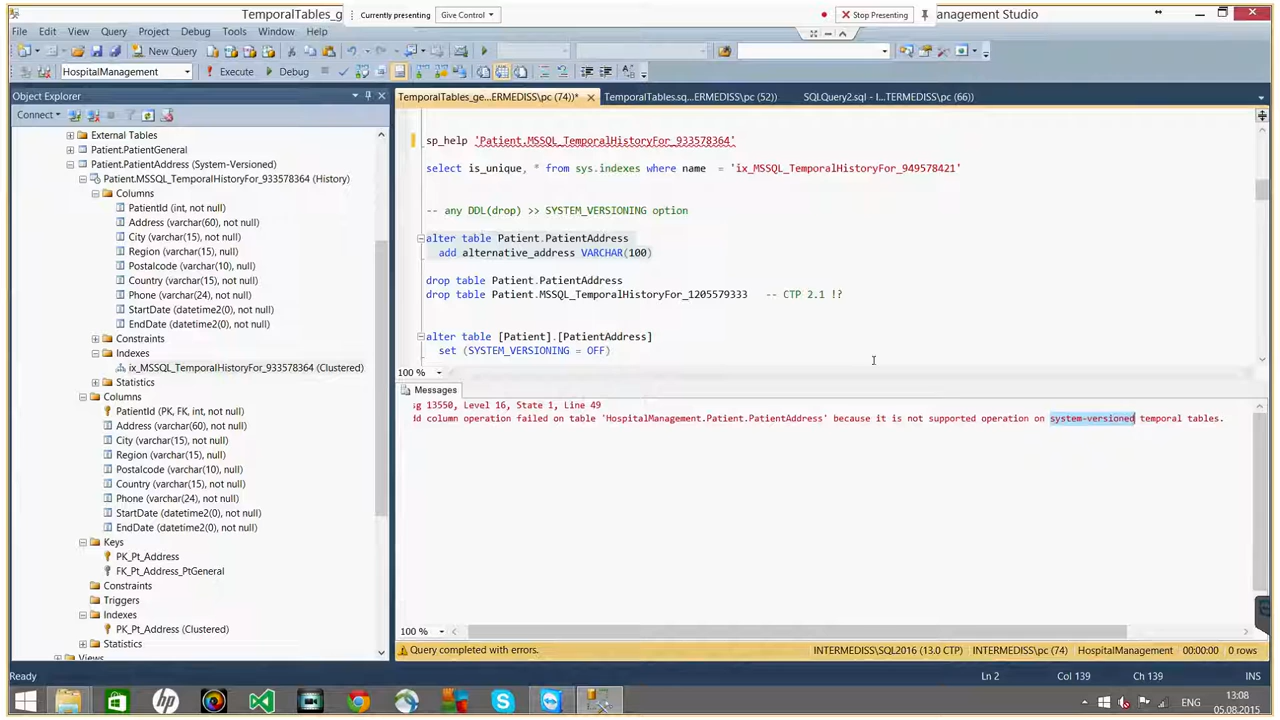 TemporalTables_g
Currently presenting
Give Control
Stop Presenting
anagement Studio
File Edit View Query Project Debug Tools Window Help
New Query
HospitalManagement
Execute
Debug
Object Explorer
TemporalTables_ge...ERMEDISS\pc (74))*
TemporalTables.sq...ERMEDISS\pc (52))
SQLQuery2.sql - I...TERMEDISS\pc (66))
Connect
External Tables
Patient.PatientGeneral
Patient.PatientAddress (System-Versioned)
Patient.MSSQL_TemporalHistoryFor_933578364 (History)
Columns
PatientId (int, not null)
Address (varchar(60), not null)
City (varchar(15), not null)
Region (varchar(15), not null)
Postalcode (varchar(10), not null)
Country (varchar(15), not null)
Phone (varchar(24), not null)
StartDate (datetime2(0), not null)
EndDate (datetime2(0), not null)
Constraints
Indexes
ix_MSSQL_TemporalHistoryFor_933578364 (Clustered)
Statistics
Columns
PatientId (PK, FK, int, not null)
Address (varchar(60), not null)
City (varchar(15), not null)
Region (varchar(15), not null)
Postalcode (varchar(10), not null)
Country (varchar(15), not null)
Phone (varchar(24), not null)
StartDate (datetime2(0), not null)
EndDate (datetime2(0), not null)
Keys
PK_Pt_Address
FK_Pt_Address_PtGeneral
Constraints
Triggers
Indexes
PK_Pt_Address (Clustered)
Statistics
Views
sp_help 'Patient.MSSQL_TemporalHistoryFor_933578364'
select is_unique, * from sys.indexes where name = 'ix_MSSQL_TemporalHistoryFor_949578421'
-- any DDL(drop) >> SYSTEM_VERSIONING option
alter table Patient.PatientAddress
add alternative_address VARCHAR(100)
drop table Patient.PatientAddress
drop table Patient.MSSQL_TemporalHistoryFor_1205579333 -- CTP 2.1 !?
alter table [Patient].[PatientAddress]
set (SYSTEM_VERSIONING = OFF)
100 %
Messages
sg 13550, Level 16, State 1, Line 49
dd column operation failed on table 'HospitalManagement.Patient.PatientAddress' because it is not supported operation on system-versioned temporal tables.
100 %
Query completed with errors.
INTERMEDISS\SQL2016 (13.0 CTP)
INTERMEDISS\pc (74)
HospitalManagement
00:00:00
0 rows
Ready
Ln 2
Col 139
Ch 139
INS
ENG
13:08
05.08.2015